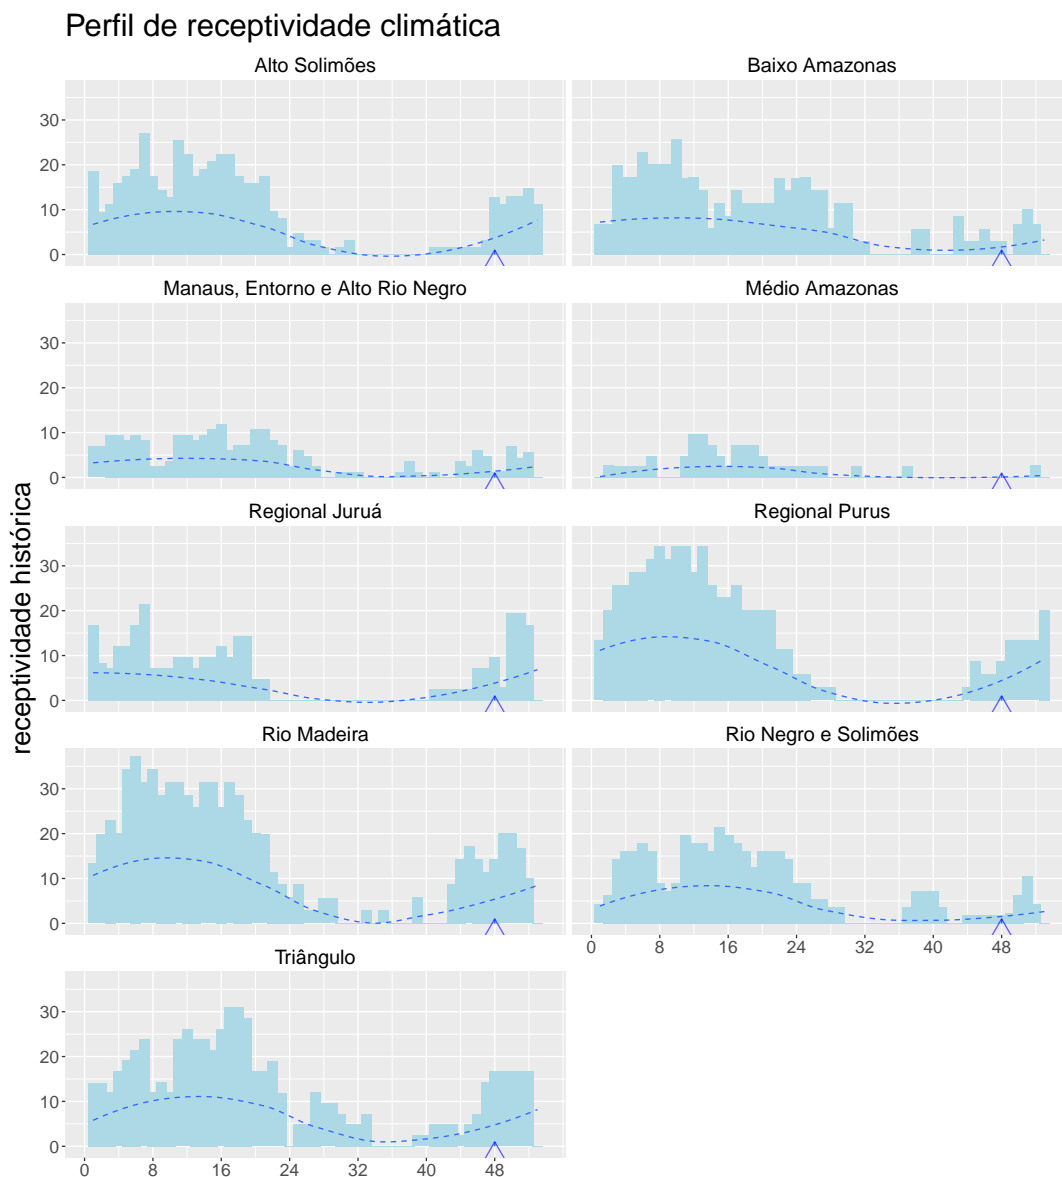 Perfil de receptividade climática
Alto Solimões
Baixo Amazonas
30
20
10
0
Manaus, Entorno e Alto Rio Negro
Médio Amazonas
30
20
10
0
receptividade histórica
Regional Juruá
Regional Purus
30
20
10
0
Rio Madeira
Rio Negro e Solimões
30
20
10
0
0 8 16 24 32 40 48
Triângulo
30
20
10
0
0 8 16 24 32 40 48